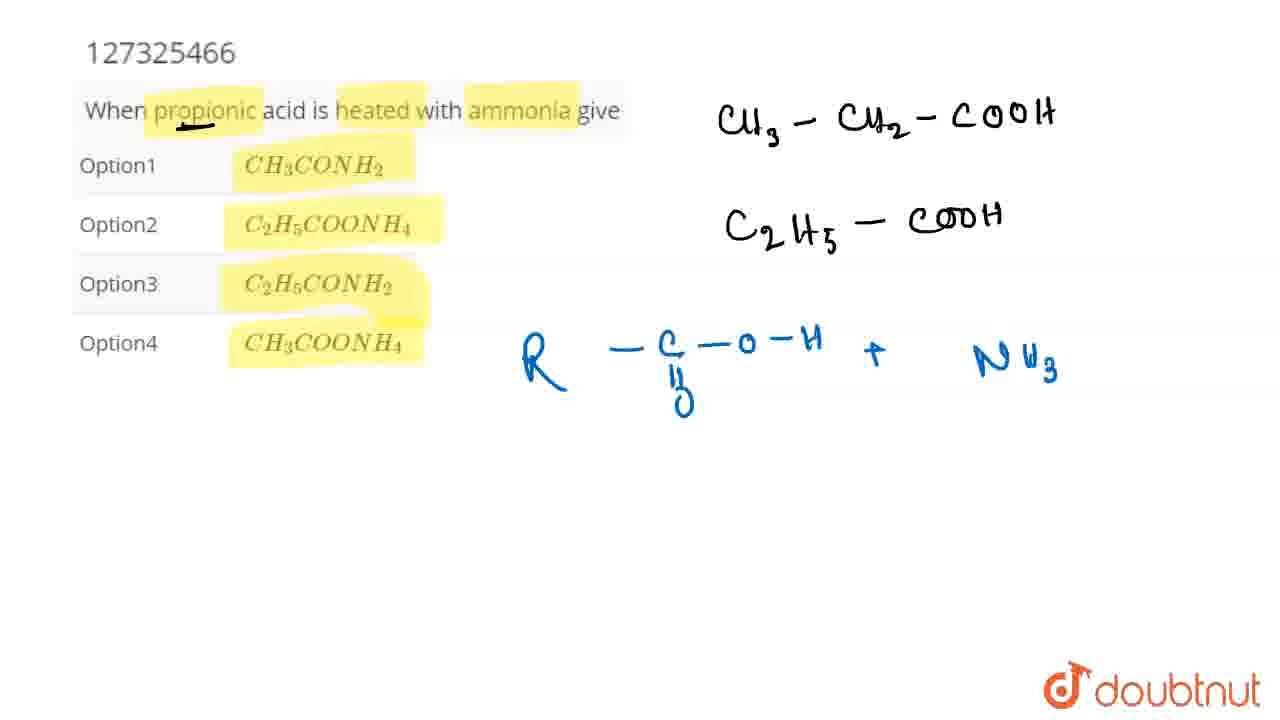 127325466
When propionic acid is heated with ammonia give
Option1 CH₃CONH₂
Option2 C₂H₅COONH₄
Option3 C₂H₅CONH₂
Option4 CH₃COONH₄
CH₃ – CH₂ – COOH
C₂H₅ – COOH
R – C – O – H + NH₃
||
O
doubtnut